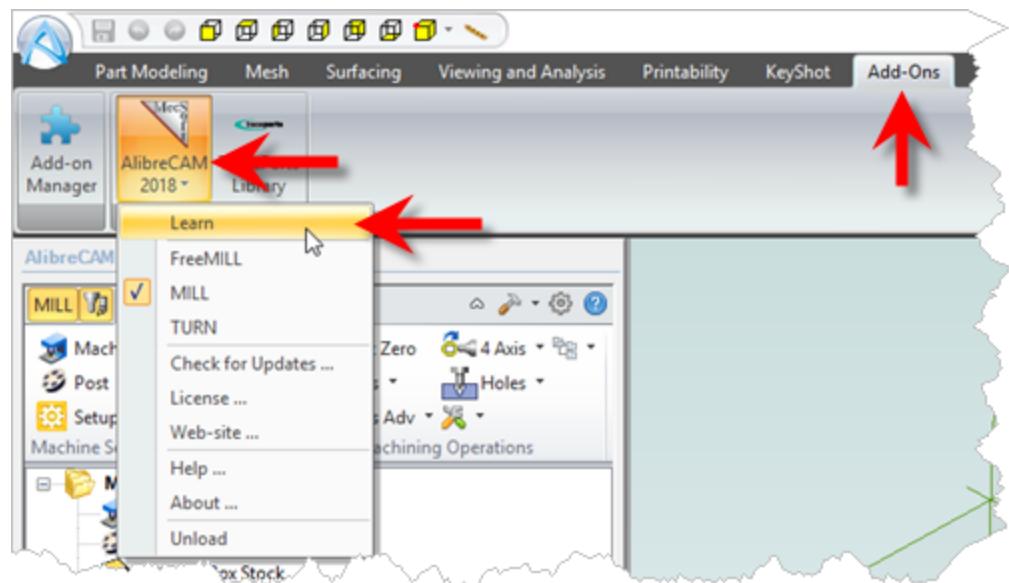 Part Modeling Mesh Surfacing Viewing and Analysis Printability KeyShot Add-Ons
MecSoft
Add-on AlibreCAM
Manager 2018 Library
Learn
AlibreCAM
FreeMILL
MILL MILL
TURN
Mach Zero 4 Axis
Check for Updates ...
Post Holes
License ...
Setup s Adv
Web-site ...
Machine S achining Operations
Help ...
M
About ...
Unload
ox Stock